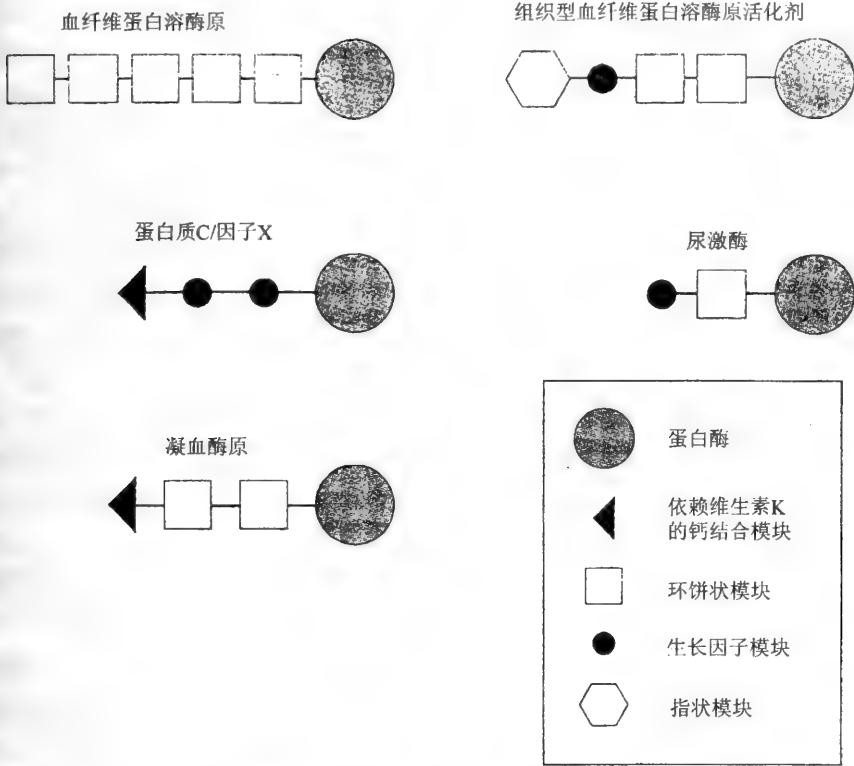 血纤维蛋白溶酶原
组织型血纤维蛋白溶酶原活化剂
蛋白质C/因子X
尿激酶
凝血酶原
蛋白酶
依赖维生素K
的钙结合模块
环饼状模块
生长因子模块
指状模块